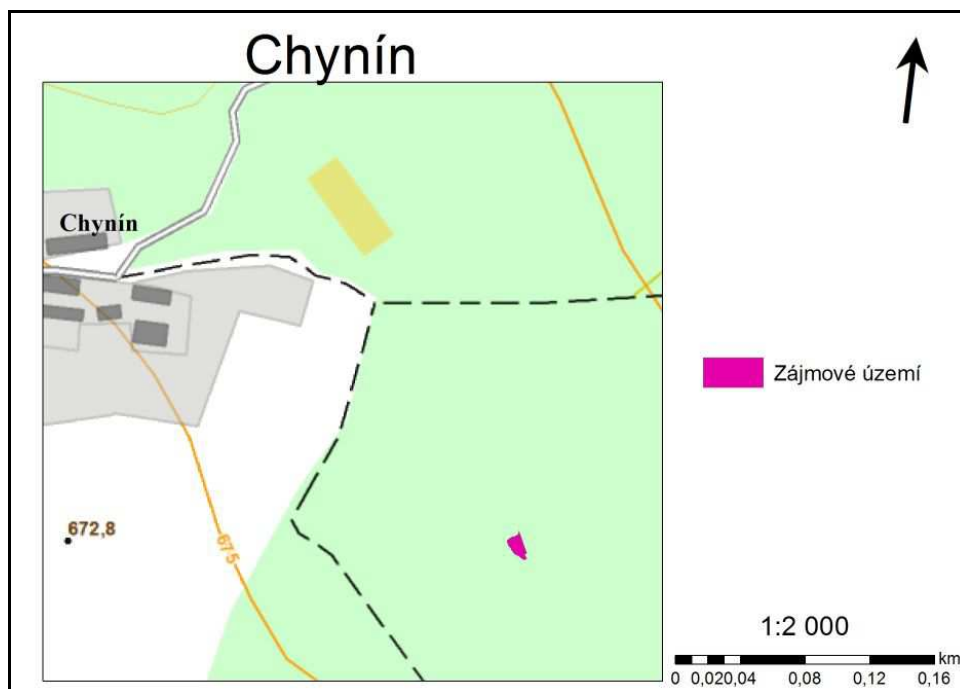 Chynín
Chynín
672,8
675
Zájmové území
1:2 000
km
0 0,020,04 0,08 0,12 0,16